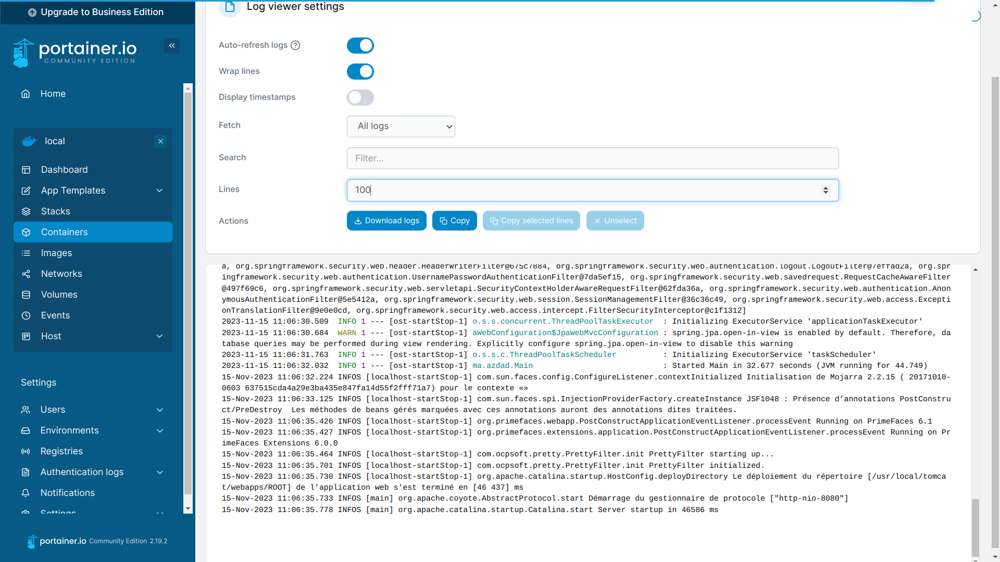 Upgrade to Business Edition
portainer.io
COMMUNITY EDITION
Home
local
Dashboard
App Templates
Stacks
Containers
Images
Networks
Volumes
Events
Host
Settings
Users
Environments
Registries
Authentication logs
Notifications
Settings
portainer.io Community Edition 2.19.2
Log viewer settings
Auto-refresh logs
Wrap lines
Display timestamps
Fetch
All logs
Search
Filter...
Lines
100
Actions
Download logs
Copy
Copy selected lines
Unselect
a, org.springframework.security.web.header.HeaderWriterFilter@675c7884, org.springframework.security.web.authentication.logout.LogoutFilter@7effad2a, org.spr
ingframework.security.web.authentication.UsernamePasswordAuthenticationFilter@7da5ef15, org.springframework.security.web.savedrequest.RequestCacheAwareFilter
@497f69c6, org.springframework.security.web.servletapi.SecurityContextHolderAwareRequestFilter@62fda36a, org.springframework.security.web.authentication.Anon
ymousAuthenticationFilter@5e5412a, org.springframework.security.web.session.SessionManagementFilter@36c36c49, org.springframework.security.web.access.Excepti
onTranslationFilter@9e0e0cd, org.springframework.security.web.access.intercept.FilterSecurityInterceptor@c1f1312]
2023-11-15 11:06:30.509  INFO 1 --- [ost-startStop-1] o.s.s.concurrent.ThreadPoolTaskExecutor  : Initializing ExecutorService 'applicationTaskExecutor'
2023-11-15 11:06:30.684  WARN 1 --- [ost-startStop-1] aWebConfiguration$JpaWebMvcConfiguration : spring.jpa.open-in-view is enabled by default. Therefore, da
tabase queries may be performed during view rendering. Explicitly configure spring.jpa.open-in-view to disable this warning
2023-11-15 11:06:31.763  INFO 1 --- [ost-startStop-1] o.s.s.c.ThreadPoolTaskScheduler          : Initializing ExecutorService 'taskScheduler'
2023-11-15 11:06:32.032  INFO 1 --- [ost-startStop-1] ma.azdad.Main                            : Started Main in 32.677 seconds (JVM running for 44.749)
15-Nov-2023 11:06:32.224 INFOS [localhost-startStop-1] com.sun.faces.config.ConfigureListener.contextInitialized Initialisation de Mojarra 2.2.15 ( 20171010-
0603 637515cda4a29e3ba435e847fa14d55f2fff71a7) pour le contexte «»
15-Nov-2023 11:06:33.125 INFOS [localhost-startStop-1] com.sun.faces.spi.InjectionProviderFactory.createInstance JSF1048 : Présence d’annotations PostConstru
ct/PreDestroy  Les méthodes de beans gérés marquées avec ces annotations auront des annotations dites traitées.
15-Nov-2023 11:06:35.426 INFOS [localhost-startStop-1] org.primefaces.webapp.PostConstructApplicationEventListener.processEvent Running on PrimeFaces 6.1
15-Nov-2023 11:06:35.427 INFOS [localhost-startStop-1] org.primefaces.extensions.application.PostConstructApplicationEventListener.processEvent Running on Pr
imeFaces Extensions 6.0.0
15-Nov-2023 11:06:35.464 INFOS [localhost-startStop-1] com.ocpsoft.pretty.PrettyFilter.init PrettyFilter starting up...
15-Nov-2023 11:06:35.701 INFOS [localhost-startStop-1] com.ocpsoft.pretty.PrettyFilter.init PrettyFilter initialized.
15-Nov-2023 11:06:35.730 INFOS [localhost-startStop-1] org.apache.catalina.startup.HostConfig.deployDirectory Le déploiement du répertoire [/usr/local/tomca
t/webapps/ROOT] de l'application web s'est terminé en [46 437] ms
15-Nov-2023 11:06:35.733 INFOS [main] org.apache.coyote.AbstractProtocol.start Démarrage du gestionnaire de protocole ["http-nio-8080"]
15-Nov-2023 11:06:35.778 INFOS [main] org.apache.catalina.startup.Catalina.start Server startup in 46586 ms